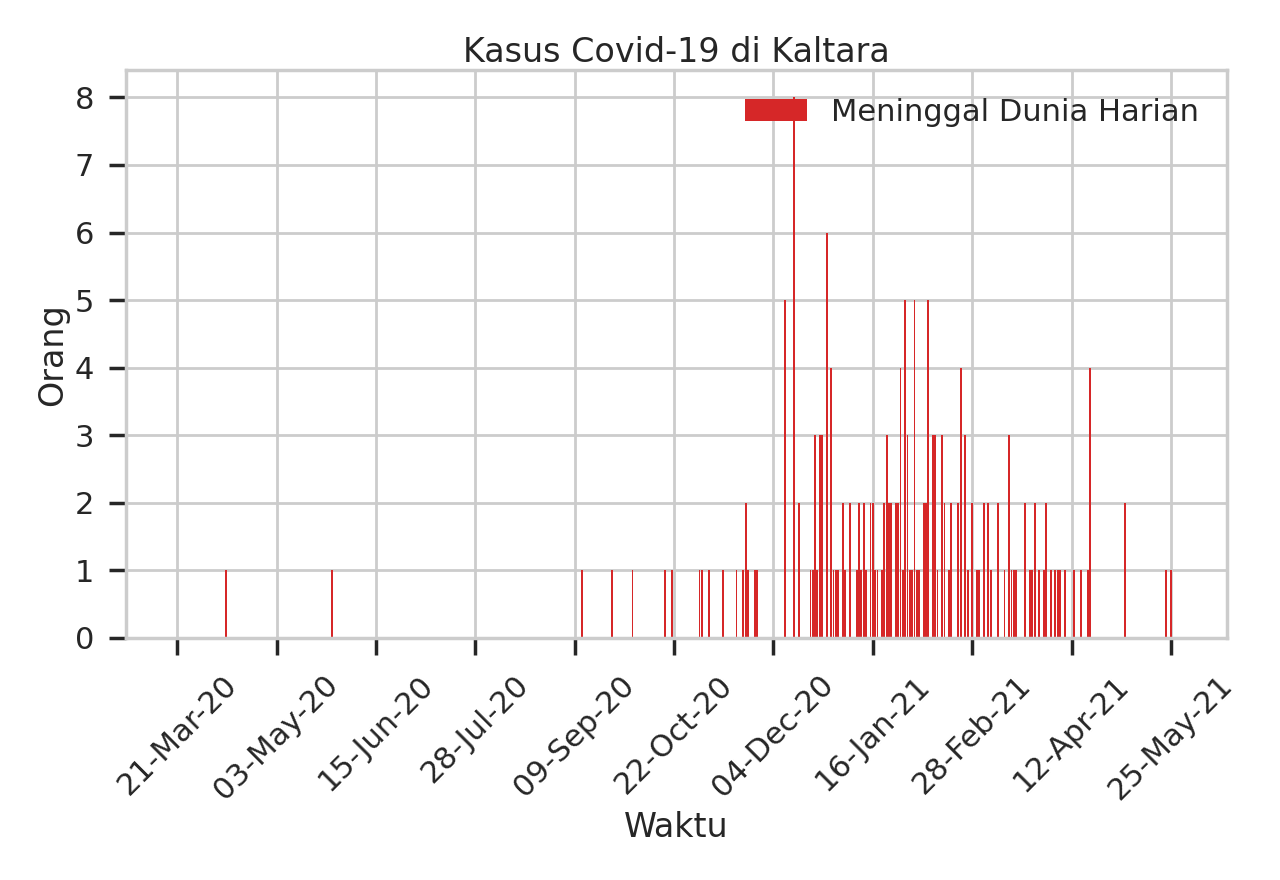 Kasus Covid-19 di Kaltara
Meninggal Dunia Harian
8
7
6
5
4
3
2
1
0
Orang
21-Mar-20
03-May-20
15-Jun-20
28-Jul-20
09-Sep-20
22-Oct-20
04-Dec-20
16-Jan-21
28-Feb-21
12-Apr-21
25-May-21
Waktu